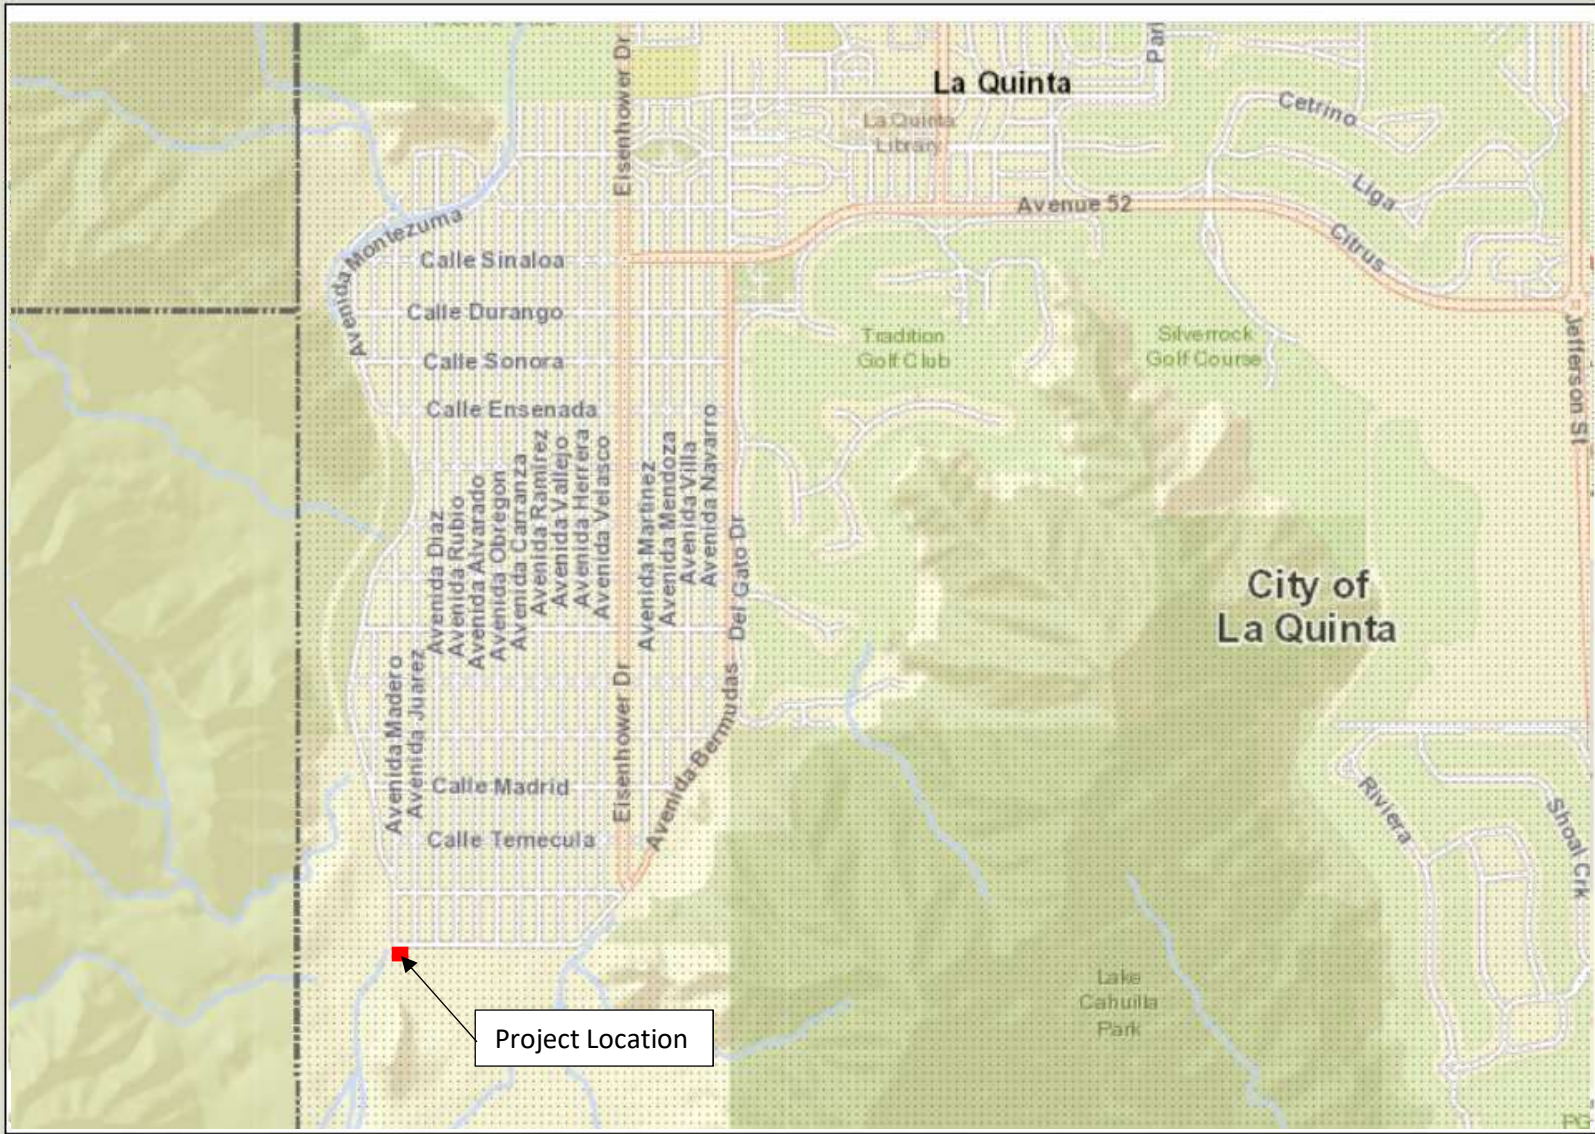 Eisenhower Dr
Pari
La Quinta
La Quinta
Library
Cetrino
Liga
Avenue 52
Citrus
Avenida Montezuma
Calle Sinaloa
Calle Durango
Calle Sonora
Calle Ensenada
Tradition
Golf Club
Silverrock
Golf Course
Jefferson St
Avenida Diaz
Avenida Rubio
Avenida Alvarado
Avenida Obregon
Avenida Carranza
Avenida Ramirez
Avenida Vallejo
Avenida Herrera
Avenida Velasco
Avenida Martinez
Avenida Mendoza
Avenida Villa
Avenida Navarro
Del Gato Dr
City of
La Quinta
Avenida Madero
Avenida Juarez
Eisenhower Dr
Avenida Bermudas
Calle Madrid
Calle Temecula
Riviera
Shoal Crk
Lake
Cahuilla
Park
Project Location
PG